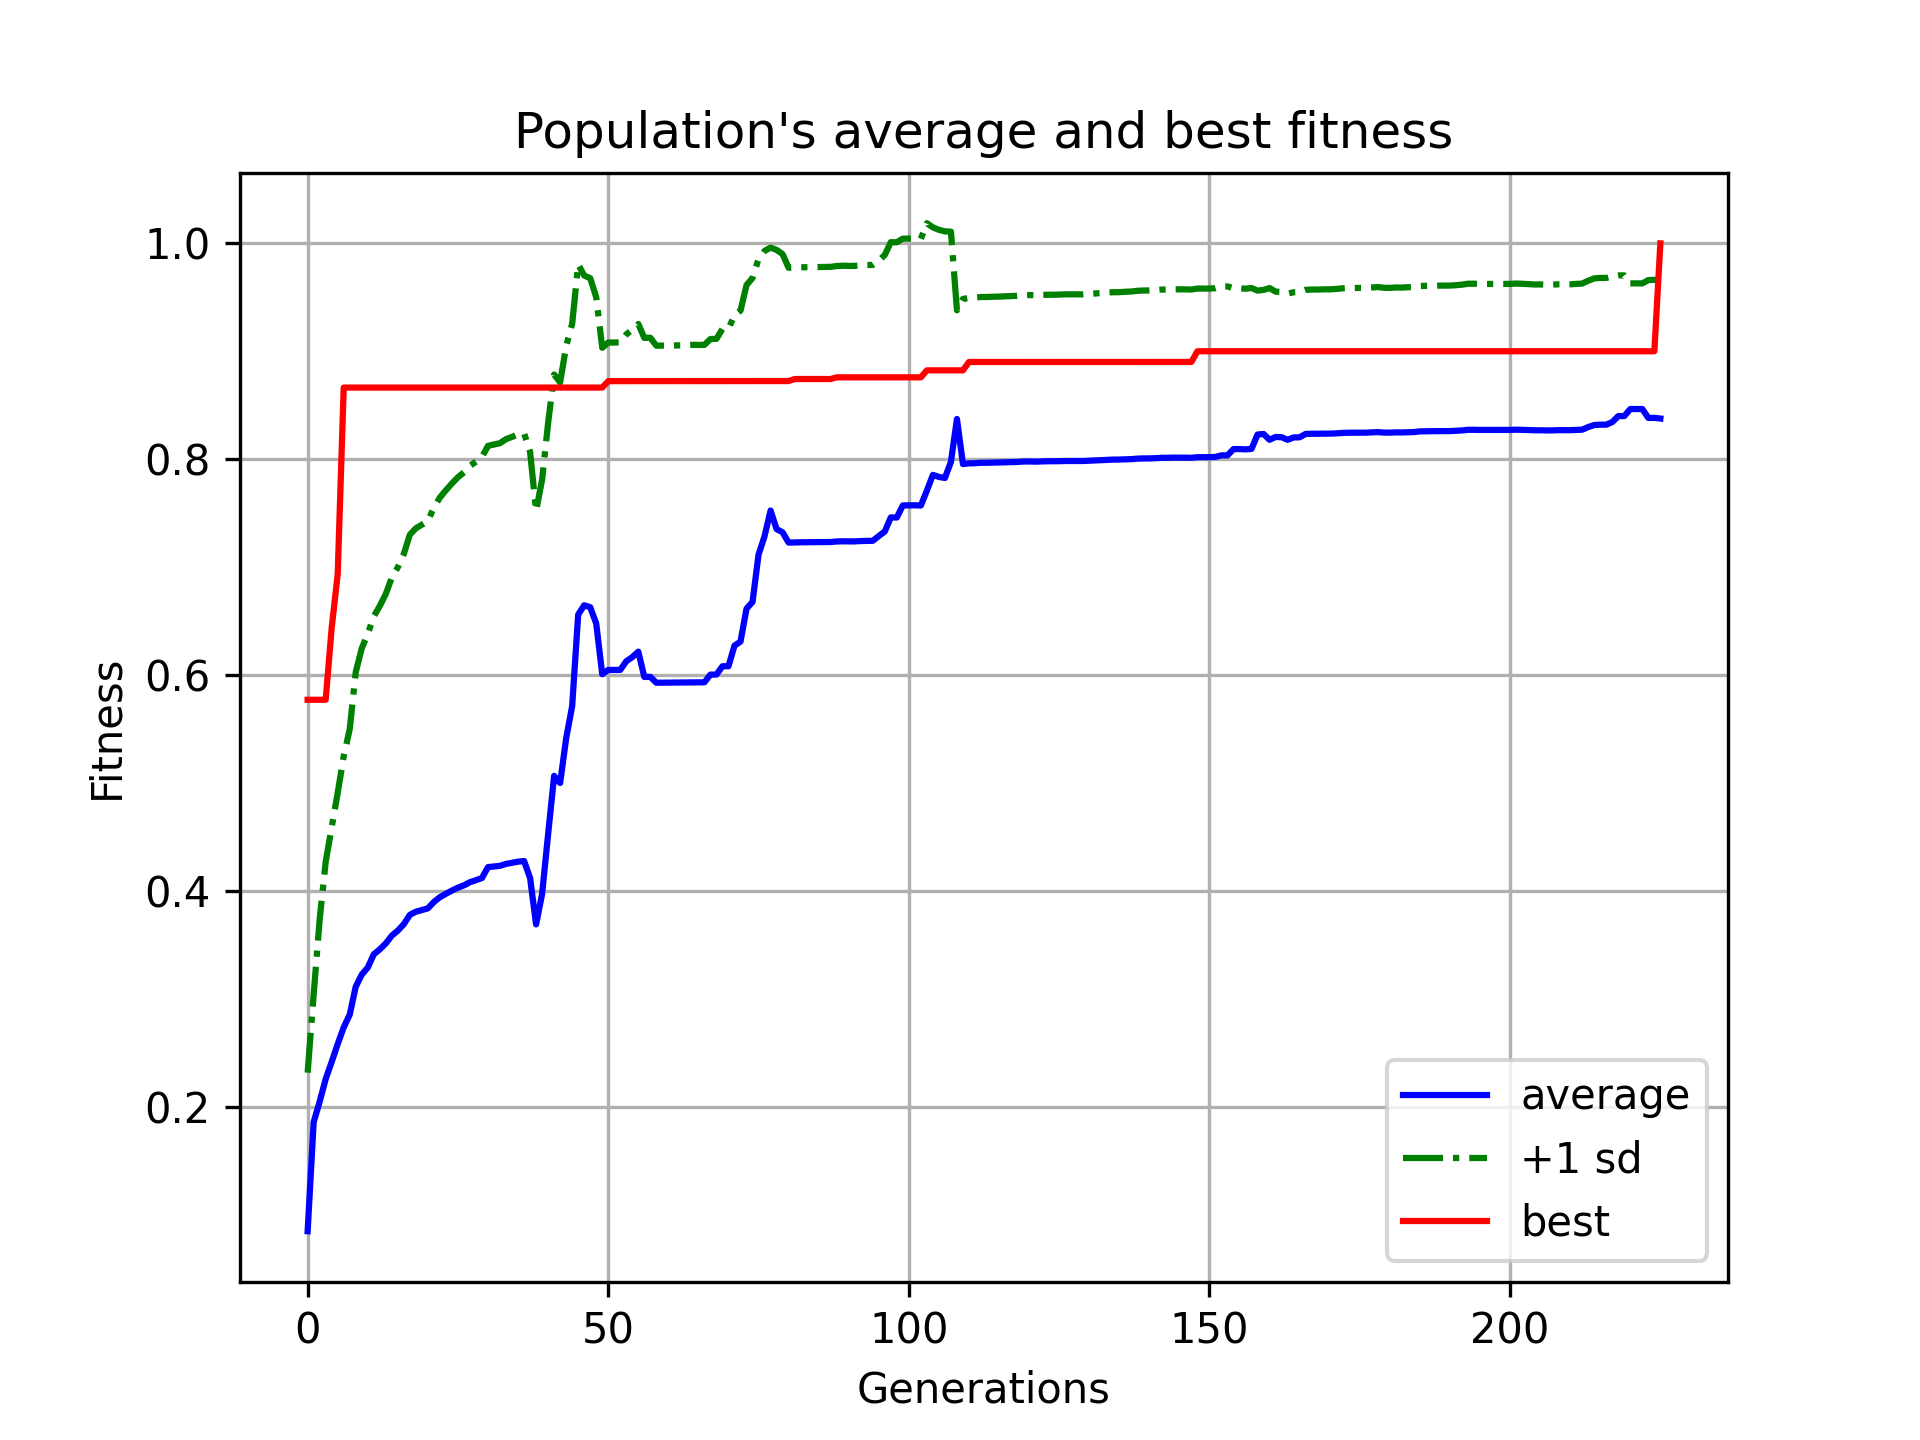 Population's average and best fitness
1.0
0.8
0.6
0.4
0.2
Fitness
0
50
100
150
200
Generations
average
+1 sd
best